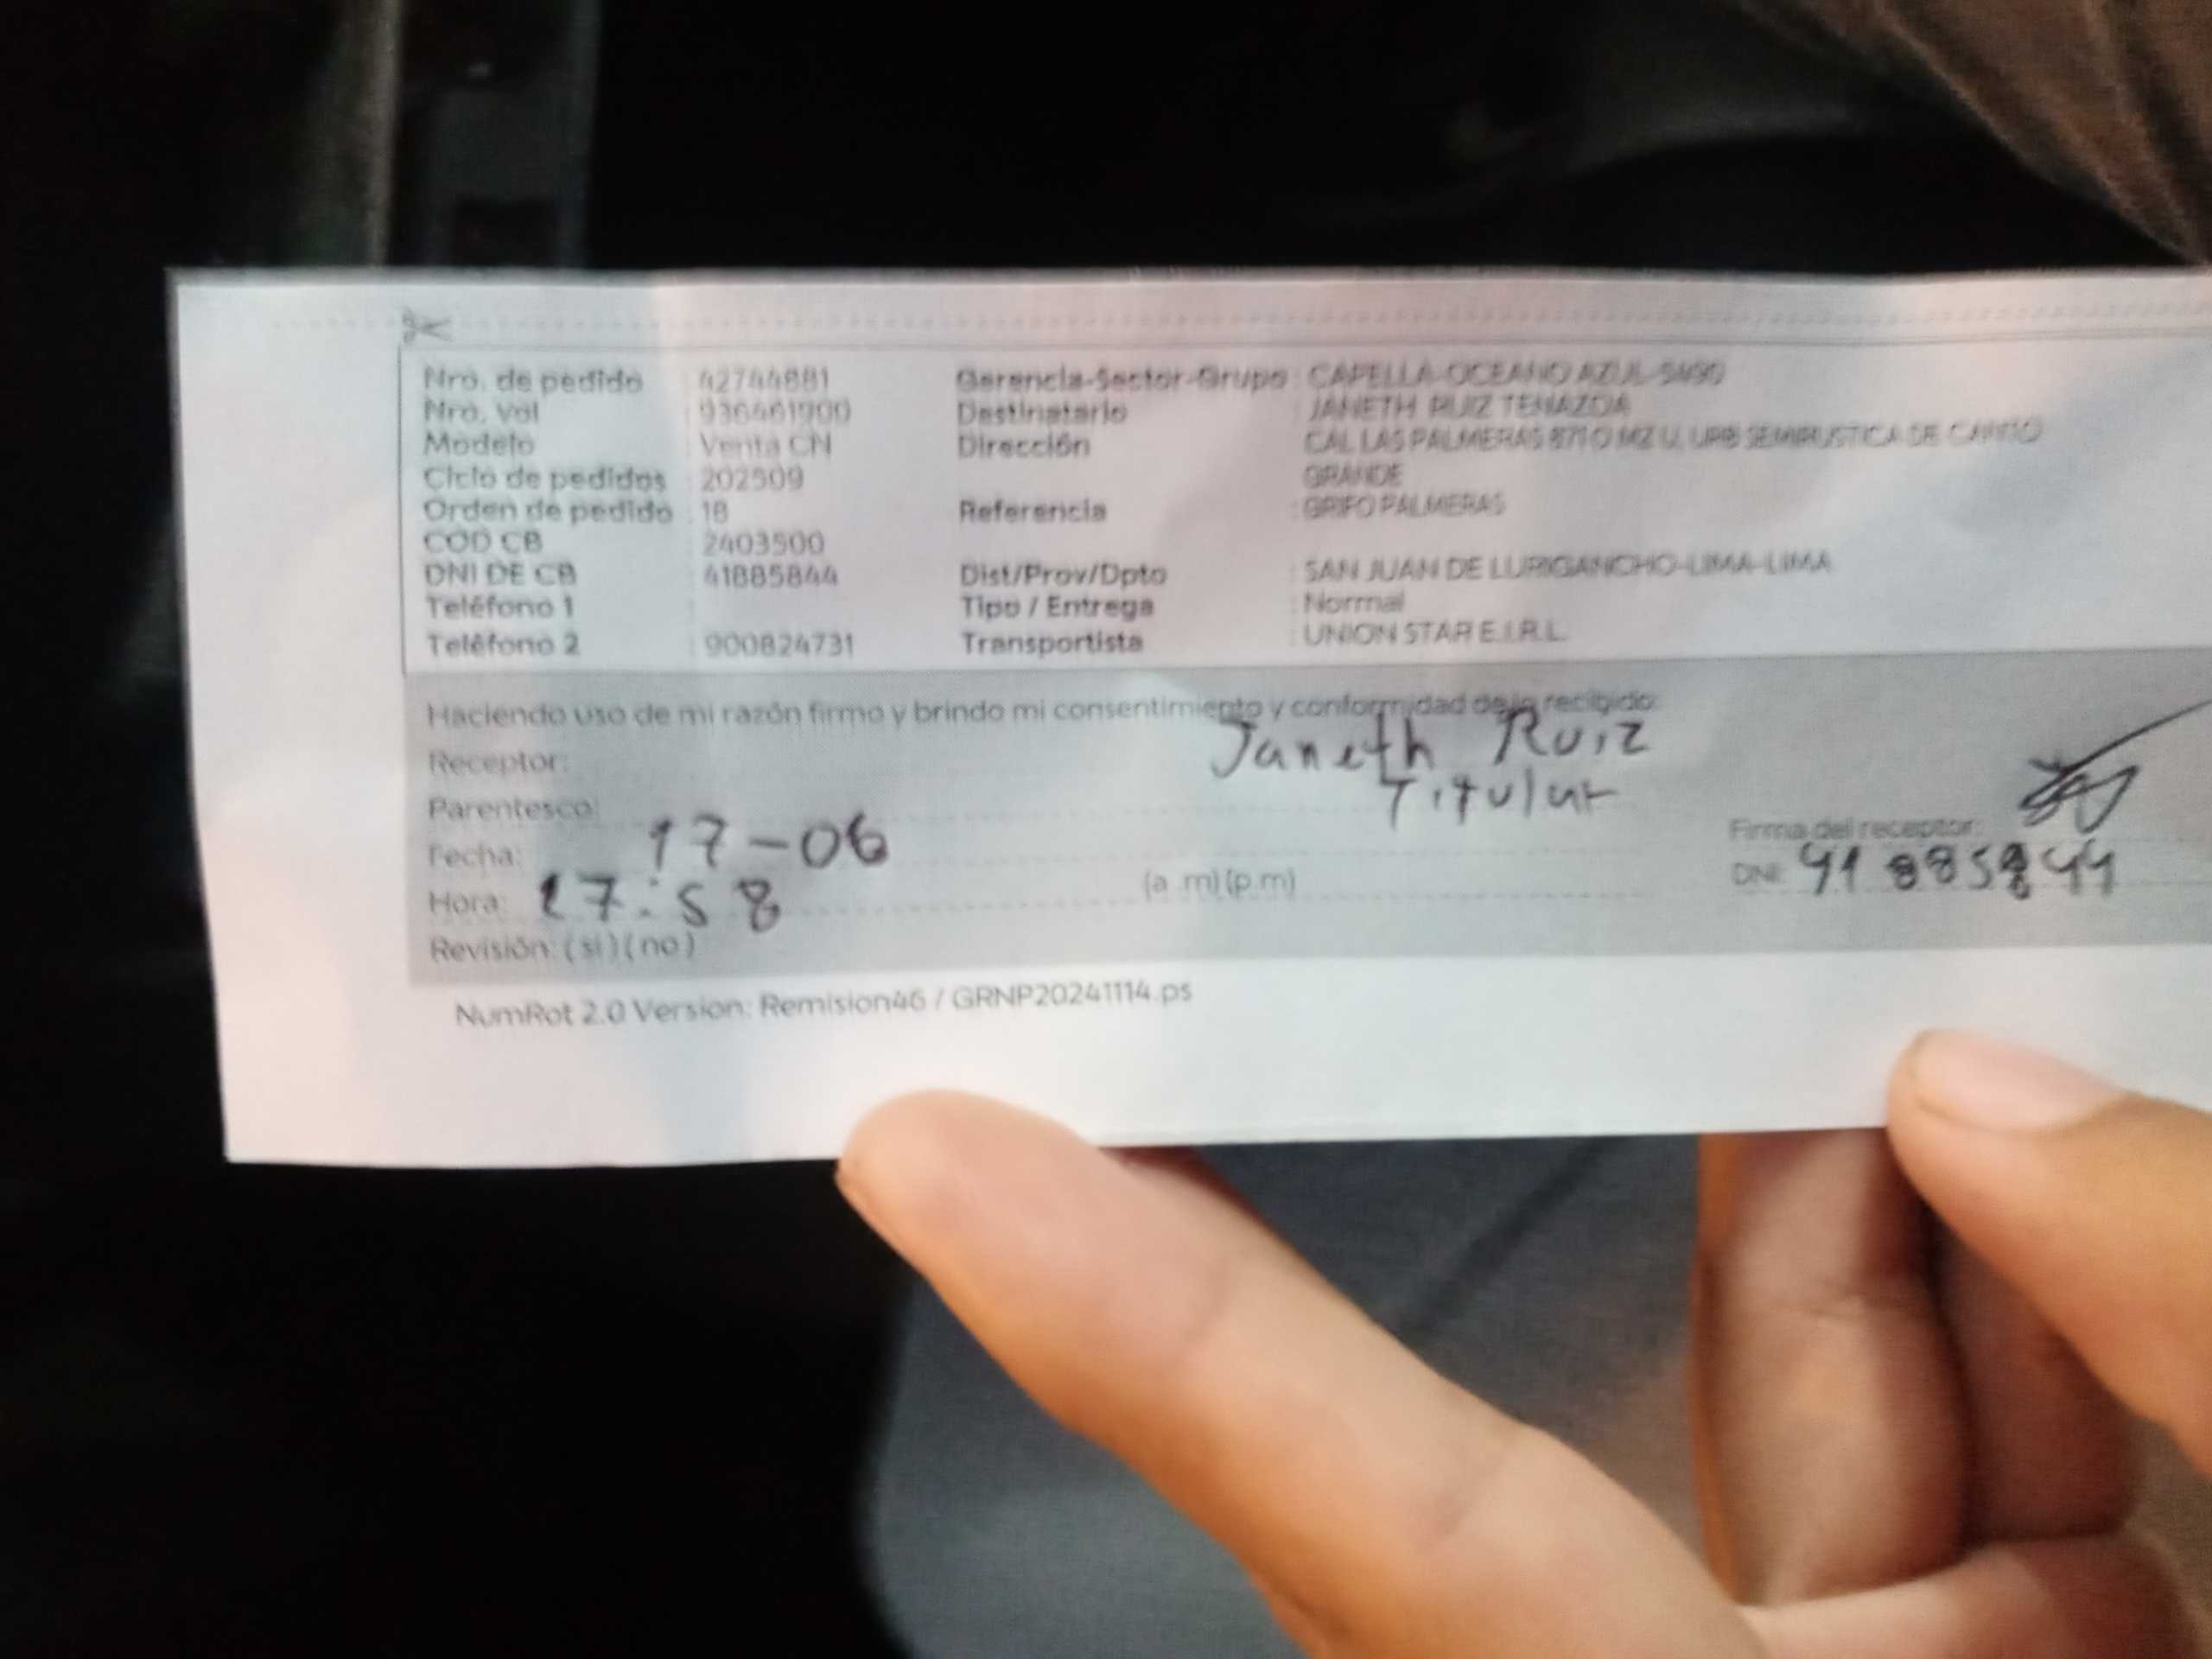 Nro. de pedido : 42744881 Gerencia-Sector-Grupo : CAPELLA-OCEANO AZUL-5490
Nro. Vol : 936461900 Destinatario : JANETH RUIZ TENAZOA
Modelo : Venta CN Dirección CAL LAS PALMERAS MZ U, URB SEMIRUSTICA DE CANTO
Ciclo de pedidos : 202509 GRANDE
Orden de pedido : 18 Referencia : GRIFO PALMERAS
COD CB : 2403500
DNI DE CB : 41885844 Dist/Prov/Dpto : SAN JUAN DE LURIGANCHO-LIMA-LIMA
Teléfono 1 : Tipo / Entrega : Normal
Teléfono 2 : 900824731 Transportista : UNION STAR E.I.R.L.
Haciendo uso de mi razón firmo y brindo mi consentimiento y conformidad de lo recibido:
Receptor: Janeth Ruiz
Parentesco: Titular
Fecha: 17-06 Firma del receptor:
Hora: 17:58 (a .m) (p.m) DNI: 41885844
Revisión: ( si ) ( no )
NumRot 2.0 Version: Remision46 / GRNP20241114.ps